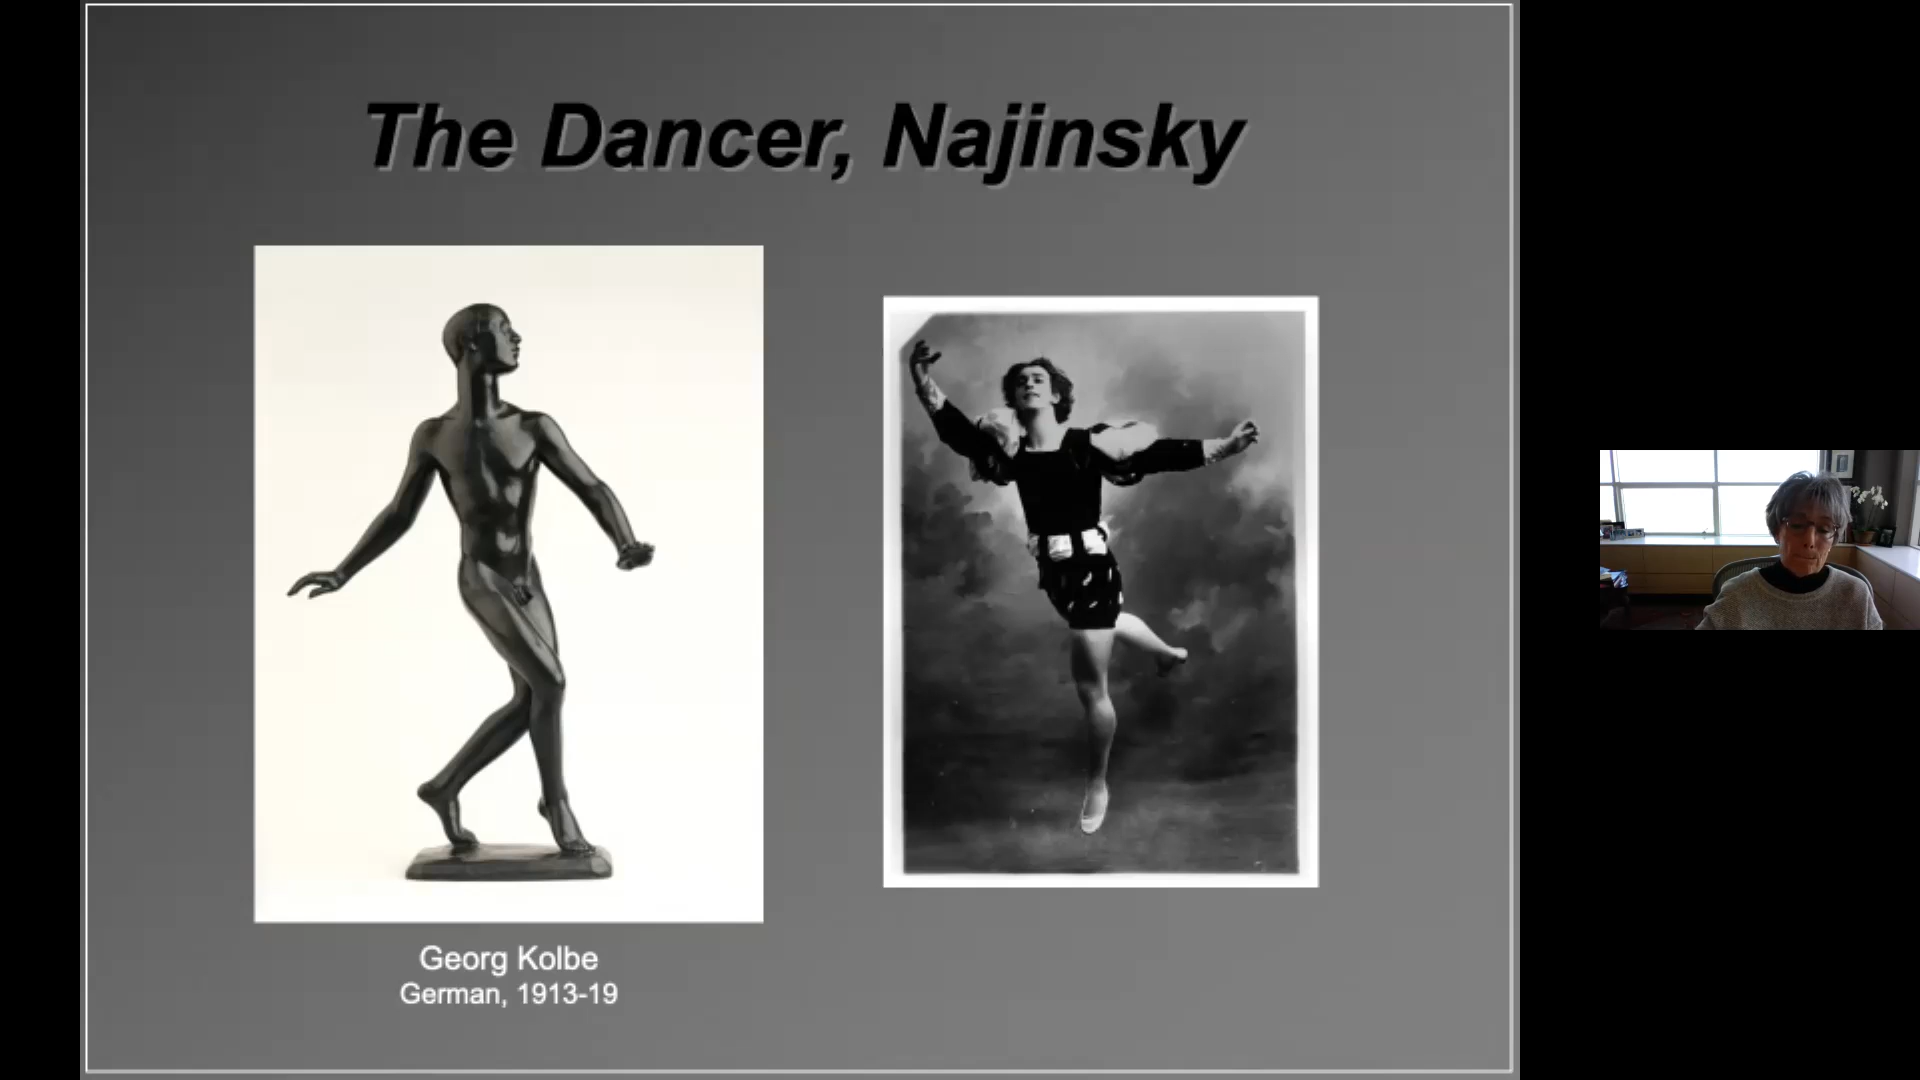 The Dancer, Najinsky
Georg Kolbe
German, 1913-19